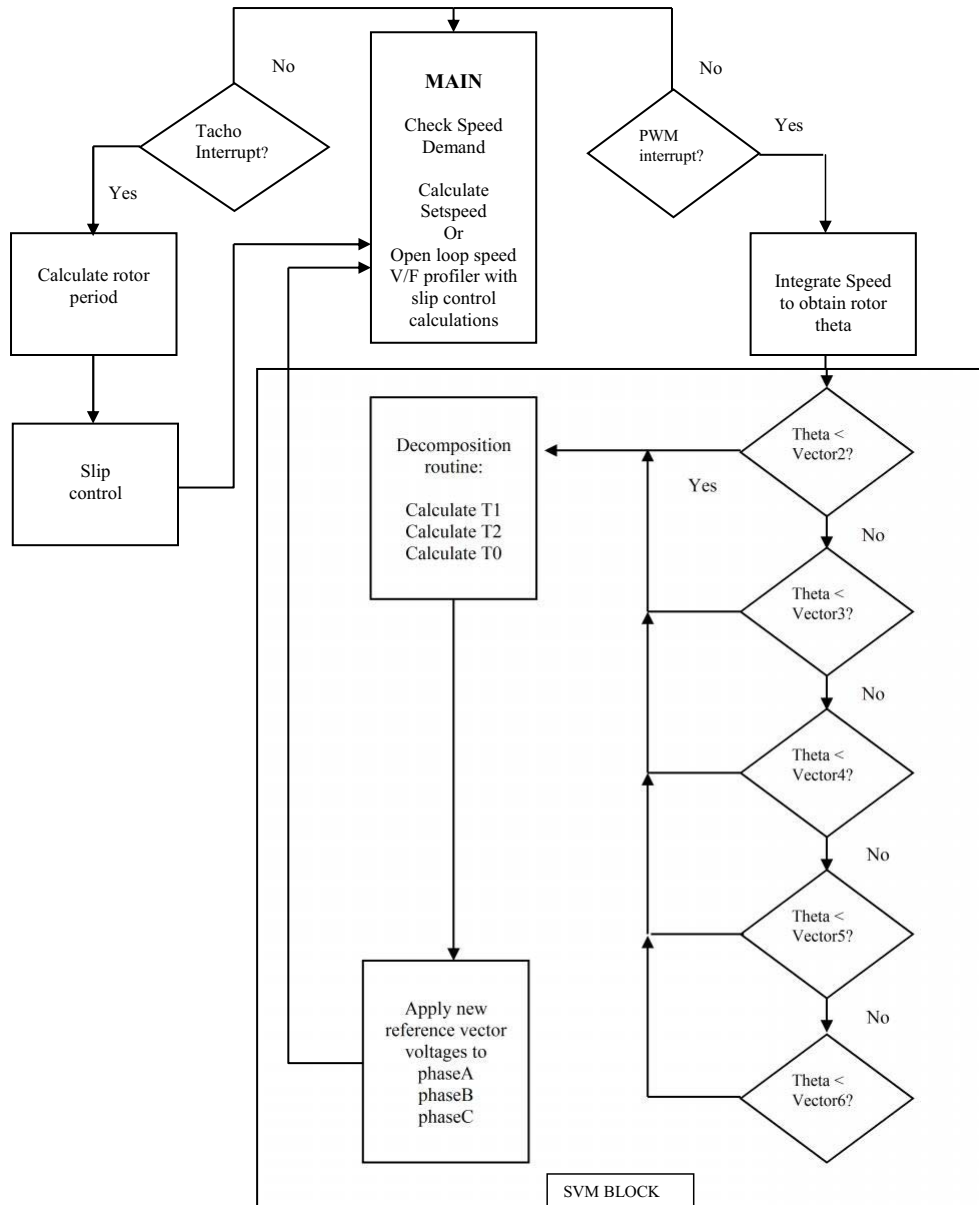 No
Tacho
Interrupt?
Yes
Calculate rotor
period
Slip
control
MAIN
Check Speed
Demand
Calculate
Setspeed
Or
Open loop speed
V/F profiler with
slip control
calculations
No
PWM
interrupt?
Yes
Integrate Speed
to obtain rotor
theta
Theta <
Vector2?
Yes
No
Theta <
Vector3?
No
Theta <
Vector4?
No
Theta <
Vector5?
No
Theta <
Vector6?
Decomposition
routine:
Calculate T1
Calculate T2
Calculate T0
Apply new
reference vector
voltages to
phaseA
phaseB
phaseC
SVM BLOCK